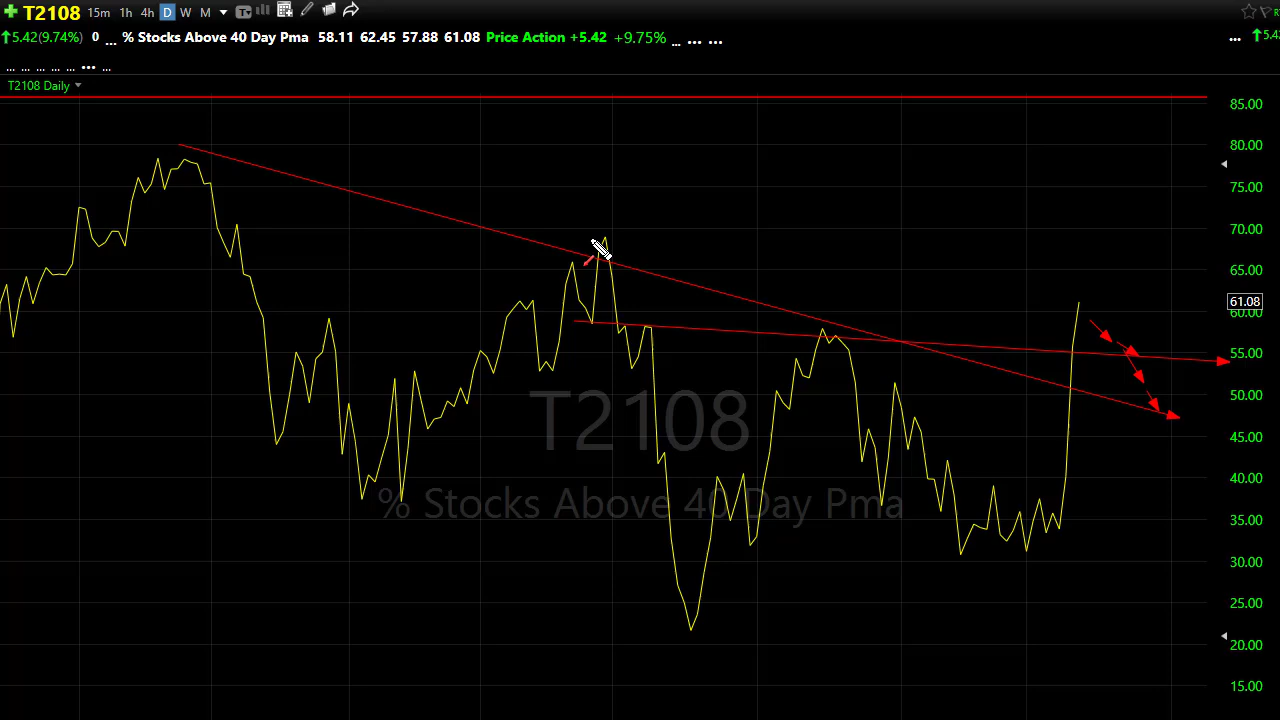 T2108 15m 1h 4h D W M T
↑5.42(9.74%) 0 ... % Stocks Above 40 Day Pma 58.11 62.45 57.88 61.08 Price Action +5.42 +9.75% ... ... ... ... ↑5.42
... ... ... ... ... ... ...
T2108 Daily
85.00
80.00
75.00
70.00
65.00
61.08
60.00
55.00
50.00
45.00
40.00
35.00
30.00
25.00
20.00
15.00
T2108
% Stocks Above 40 Day Pma